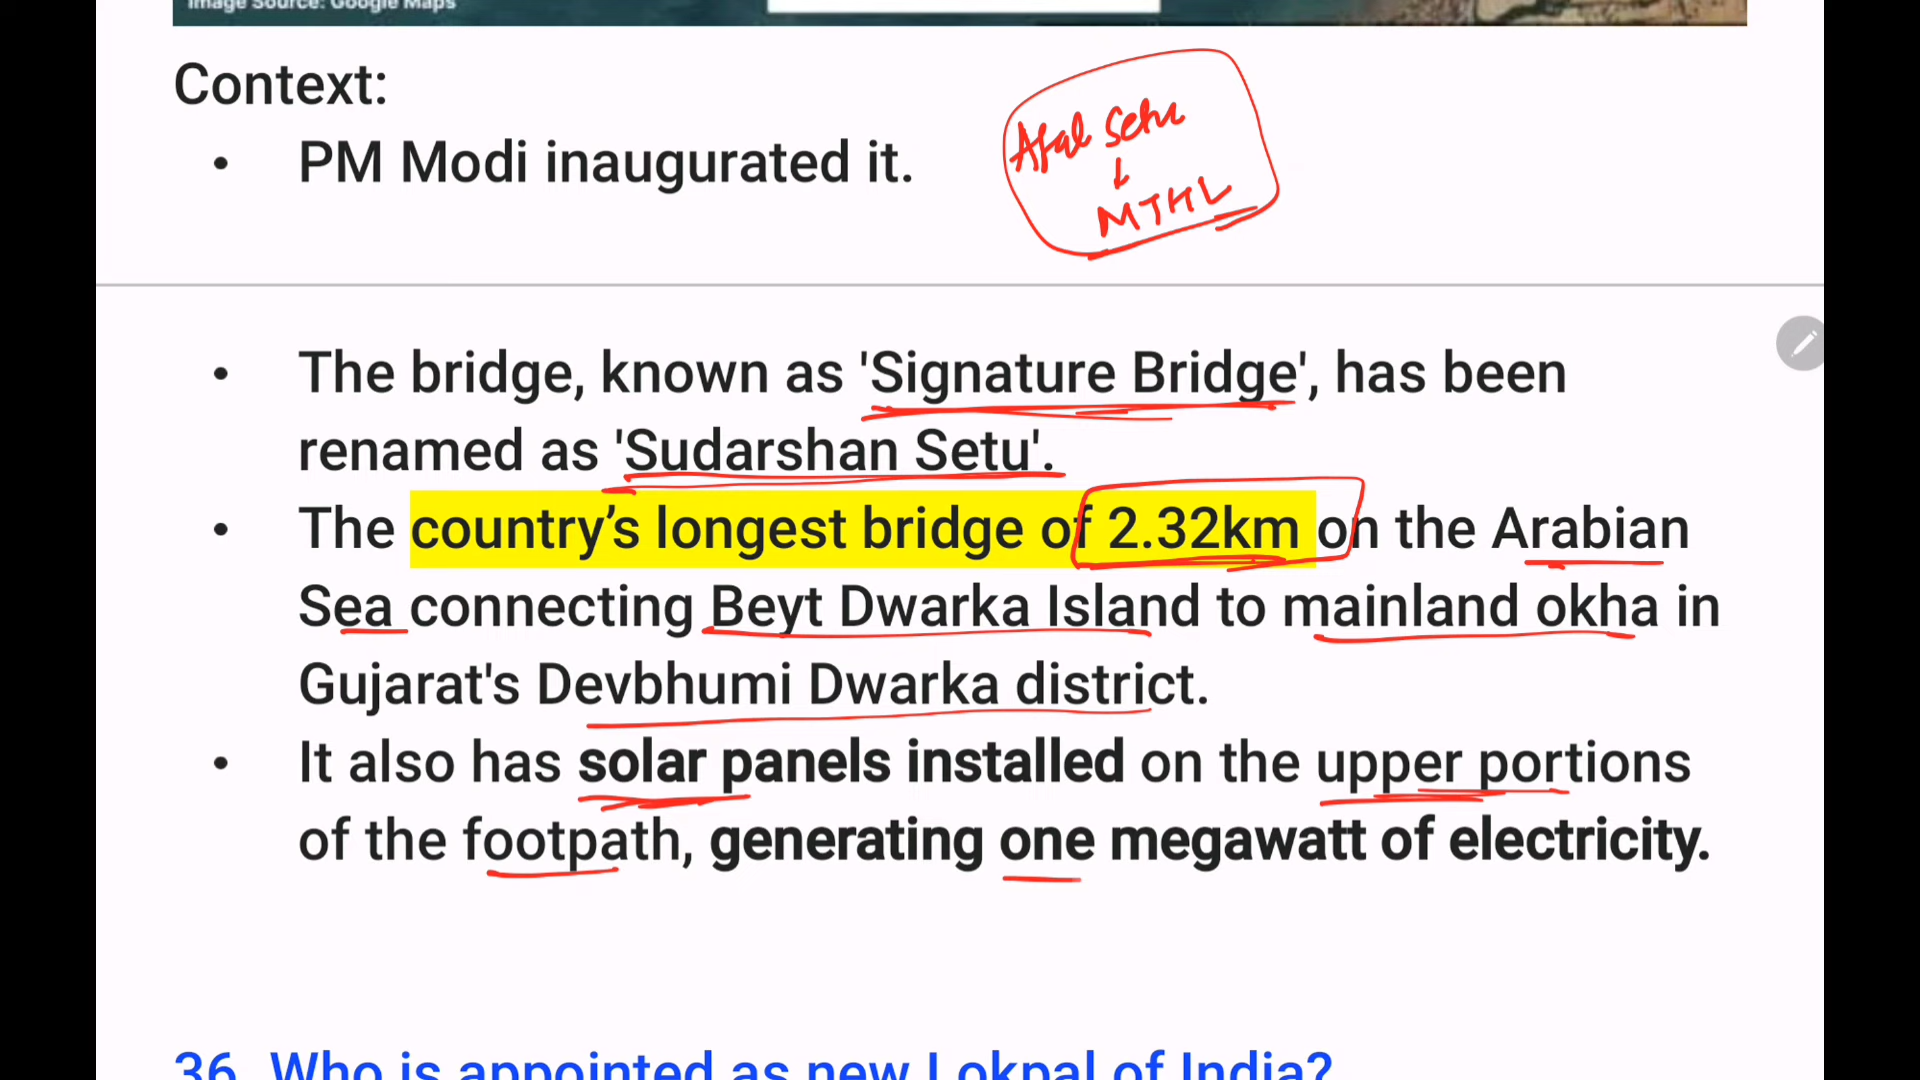 Image Source: Google Maps
Context:
• PM Modi inaugurated it.
Atal Setu
↓
MTHL
• The bridge, known as 'Signature Bridge', has been
renamed as 'Sudarshan Setu'.
• The country’s longest bridge of 2.32km on the Arabian
Sea connecting Beyt Dwarka Island to mainland okha in
Gujarat's Devbhumi Dwarka district.
• It also has solar panels installed on the upper portions
of the footpath, generating one megawatt of electricity.
36. Who is appointed as new Lokpal of India?